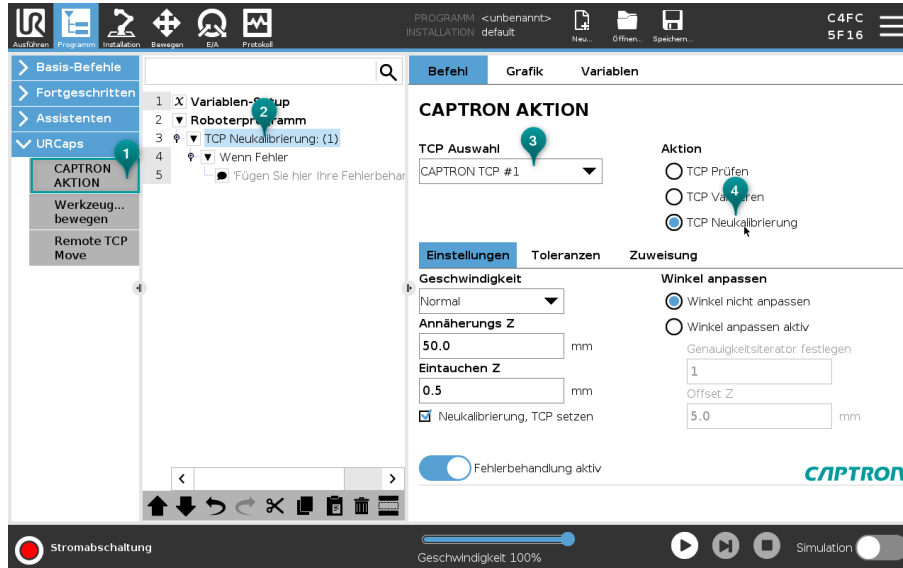 PROGRAMM <unbenannt>
INSTALLATION default
C4FC
5F16
Ausführen Programm Installation Bewegen E/A Protokoll Neu... Öffnen... Speichern...
Basis-Befehle
Fortgeschritten
Assistenten
URCaps
CAPTRON
AKTION
Werkzeug...
bewegen
Remote TCP
Move
1
1 X Variablen-Setup
2 Roboterprogramm
3 TCP Neukalibrierung: (1)
4 Wenn Fehler
5 'Fügen Sie hier Ihre Fehlerbehar
2
Befehl Grafik Variablen
CAPTRON AKTION
TCP Auswahl
3
CAPTRON TCP #1
Aktion
TCP Prüfen
4
TCP Neukalibrierung
Einstellungen Toleranzen Zuweisung
Geschwindigkeit
Normal
Annäherungs Z
50.0 mm
Eintauchen Z
0.5 mm
Neukalibrierung, TCP setzen
Winkel anpassen
Winkel nicht anpassen
Winkel anpassen aktiv
Genauigkeitsiterator festlegen
1
Offset Z
5.0 mm
Fehlerbehandlung aktiv
CAPTRON
Stromabschaltung
Geschwindigkeit 100%
Simulation